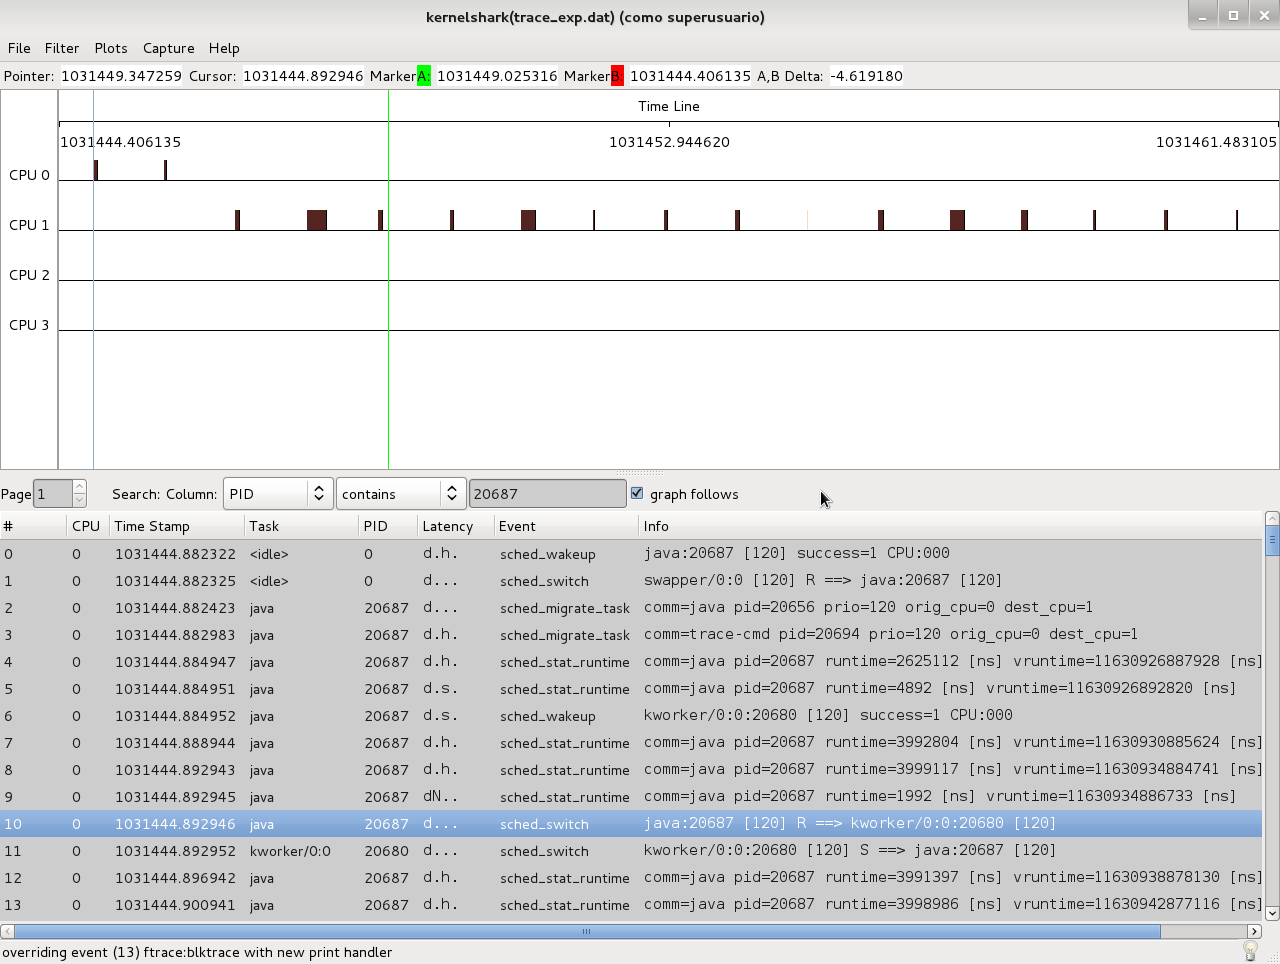 kernelshark(trace_exp.dat) (como superusuario)
File Filter Plots Capture Help
Pointer: 1031449.347259 Cursor: 1031444.892946 Marker A: 1031449.025316 Marker B: 1031444.406135 A,B Delta: -4.619180
Time Line
1031444.406135 1031452.944620 1031461.483105
CPU 0
CPU 1
CPU 2
CPU 3
Page 1 Search: Column: PID contains 20687 graph follows
# CPU Time Stamp Task PID Latency Event Info
0 0 1031444.882322 <idle> 0 d.h. sched_wakeup java:20687 [120] success=1 CPU:000
1 0 1031444.882325 <idle> 0 d... sched_switch swapper/0:0 [120] R ==> java:20687 [120]
2 0 1031444.882423 java 20687 d... sched_migrate_task comm=java pid=20656 prio=120 orig_cpu=0 dest_cpu=1
3 0 1031444.882983 java 20687 d.h. sched_migrate_task comm=trace-cmd pid=20694 prio=120 orig_cpu=0 dest_cpu=1
4 0 1031444.884947 java 20687 d.h. sched_stat_runtime comm=java pid=20687 runtime=2625112 [ns] vruntime=11630926887928 [ns]
5 0 1031444.884951 java 20687 d.s. sched_stat_runtime comm=java pid=20687 runtime=4892 [ns] vruntime=11630926892820 [ns]
6 0 1031444.884952 java 20687 d.s. sched_wakeup kworker/0:0:20680 [120] success=1 CPU:000
7 0 1031444.888944 java 20687 d.h. sched_stat_runtime comm=java pid=20687 runtime=3992804 [ns] vruntime=11630930885624 [ns]
8 0 1031444.892943 java 20687 d.h. sched_stat_runtime comm=java pid=20687 runtime=3999117 [ns] vruntime=11630934884741 [ns]
9 0 1031444.892945 java 20687 dN.. sched_stat_runtime comm=java pid=20687 runtime=1992 [ns] vruntime=11630934886733 [ns]
10 0 1031444.892946 java 20687 d... sched_switch java:20687 [120] R ==> kworker/0:0:20680 [120]
11 0 1031444.892952 kworker/0:0 20680 d... sched_switch kworker/0:0:20680 [120] S ==> java:20687 [120]
12 0 1031444.896942 java 20687 d.h. sched_stat_runtime comm=java pid=20687 runtime=3991397 [ns] vruntime=11630938878130 [ns]
13 0 1031444.900941 java 20687 d.h. sched_stat_runtime comm=java pid=20687 runtime=3998986 [ns] vruntime=11630942877116 [ns]
overriding event (13) ftrace:blktrace with new print handler